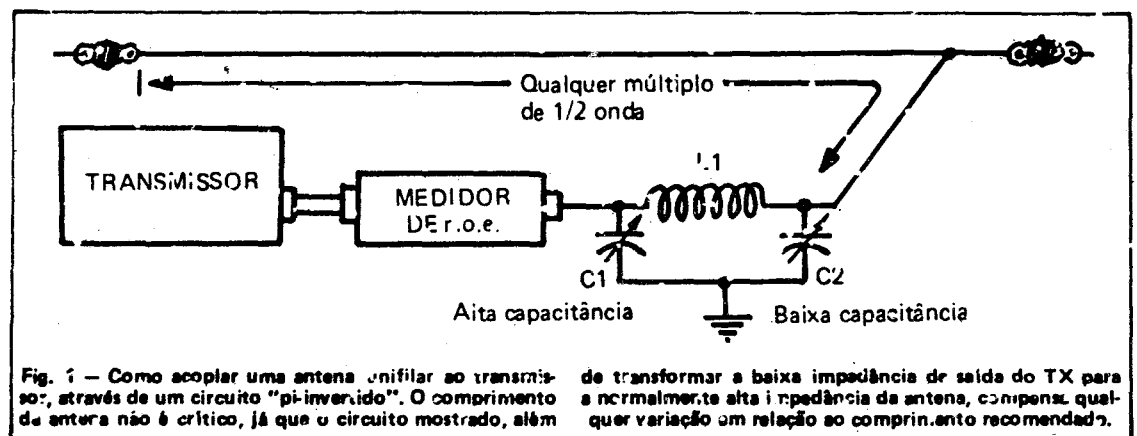 Qualquer múltiplo
de 1/2 onda
TRANSMISSOR
MEDIDOR
DE r.o.e.
L1
C1
C2
Alta capacitância
Baixa capacitância
Fig. 1 — Como acoplar uma antena unifilar ao transmis-
sor, através de um circuito "pi-invertido". O comprimento
da antena não é crítico, já que o circuito mostrado, além
de transformar a baixa impedância de saída do TX para
a normalmente alta impedância da antena, compensa qual-
quer variação em relação ao comprimento recomendado.